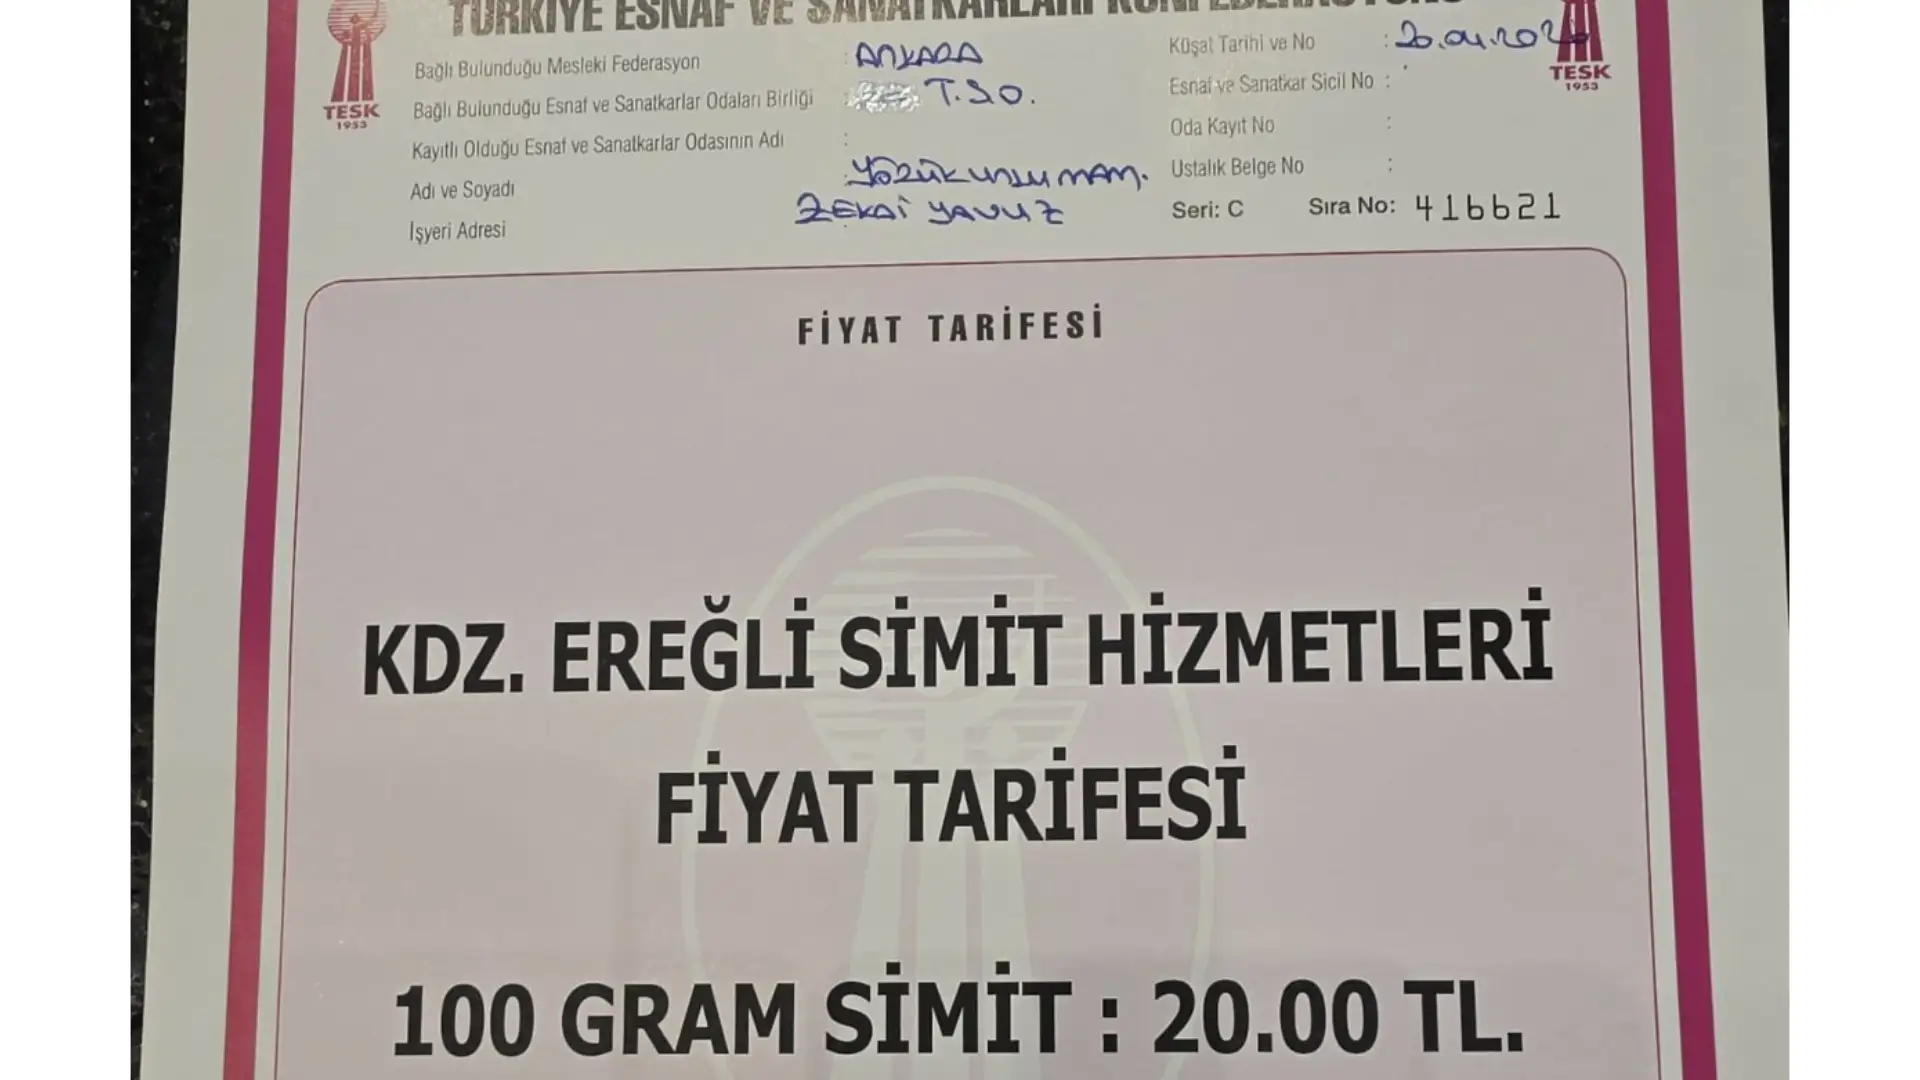 TÜRKİYE ESNAF VE SANATKARLARI KONFEDERASYONU
TESK
1953
Bağlı Bulunduğu Mesleki Federasyon : ANKARA
Bağlı Bulunduğu Esnaf ve Sanatkarlar Odaları Birliği : T.S.O.
Kayıtlı Olduğu Esnaf ve Sanatkarlar Odasının Adı :
Adı ve Soyadı :
İşyeri Adresi ZEKAİ YAVUZ
Küşat Tarihi ve No : 20.04.202
Esnaf ve Sanatkar Sicil No :
Oda Kayıt No :
Ustalık Belge No :
Seri: C Sıra No: 416621
TESK
1953
FİYAT TARİFESİ
KDZ. EREĞLİ SİMİT HİZMETLERİ
FİYAT TARİFESİ
100 GRAM SİMİT : 20.00 TL.